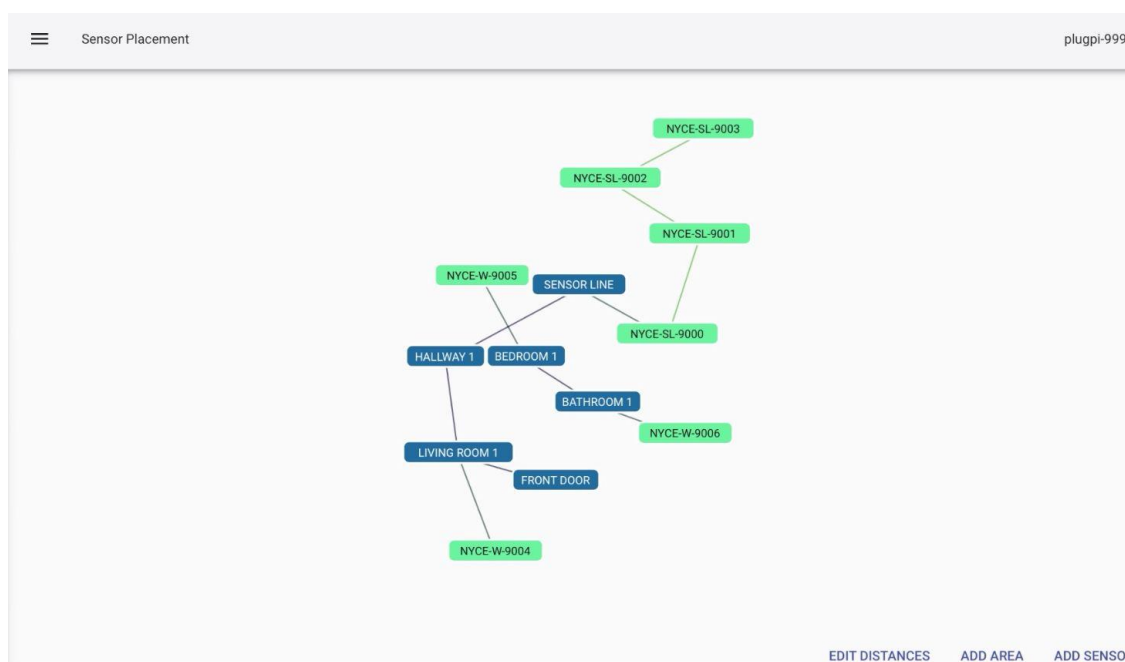 Sensor Placement
plugpi-999
NYCE-SL-9003
NYCE-SL-9002
NYCE-SL-9001
NYCE-W-9005
SENSOR LINE
NYCE-SL-9000
HALLWAY 1
BEDROOM 1
BATHROOM 1
NYCE-W-9006
LIVING ROOM 1
FRONT DOOR
NYCE-W-9004
EDIT DISTANCES
ADD AREA
ADD SENSO